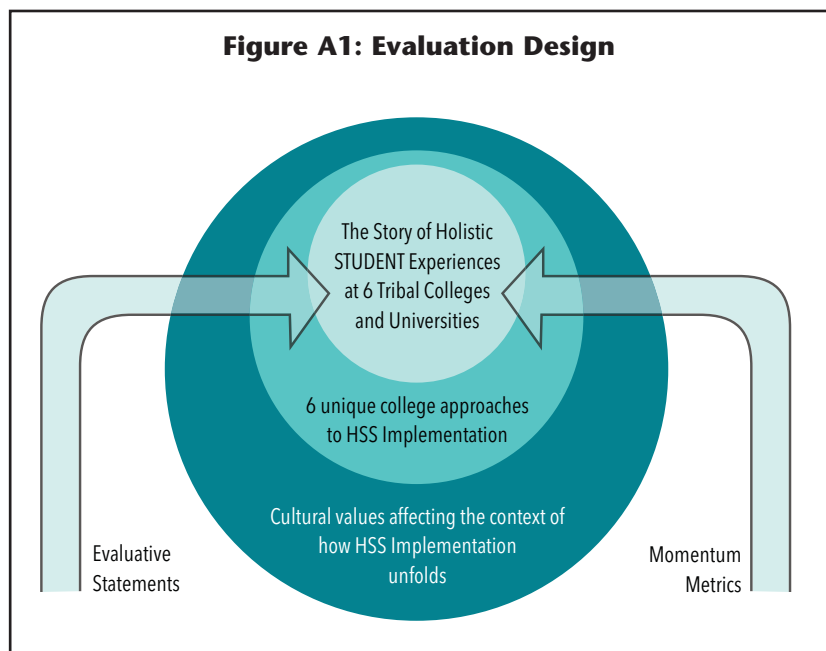 Figure A1: Evaluation Design
The Story of Holistic
STUDENT Experiences
at 6 Tribal Colleges
and Universities
6 unique college approaches
to HSS Implementation
Cultural values affecting the context of
how HSS Implementation
unfolds
Evaluative
Statements
Momentum
Metrics